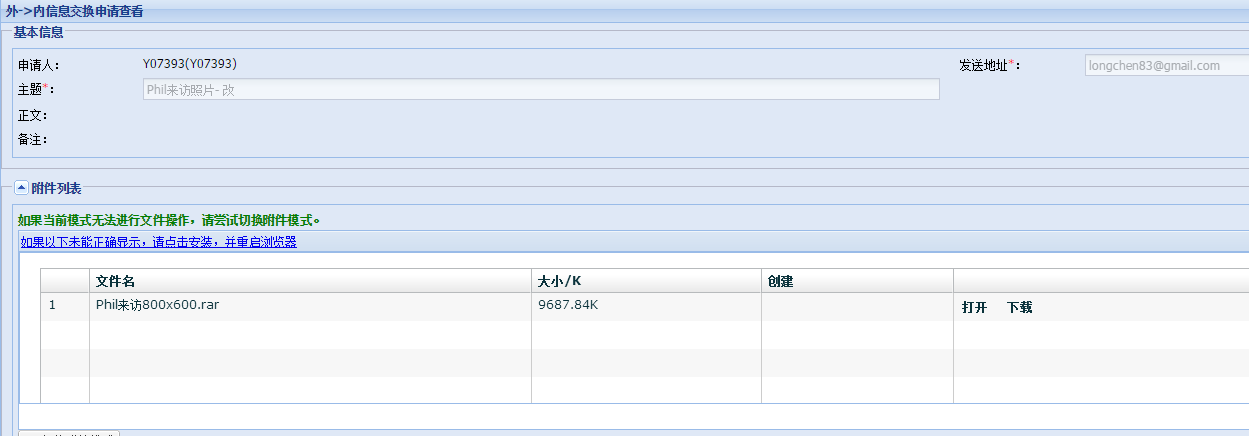 外->内信息交换申请查看
基本信息
申请人： Y07393(Y07393) 发送地址*： longchen83@gmail.com
主题*： Phil来访照片- 改
正文：
备注：
附件列表
如果当前模式无法进行文件操作，请尝试切换附件模式。
如果以下未能正确显示，请点击安装，并重启浏览器
文件名 大小/K 创建
1 Phil来访800x600.rar 9687.84K 打开 下载